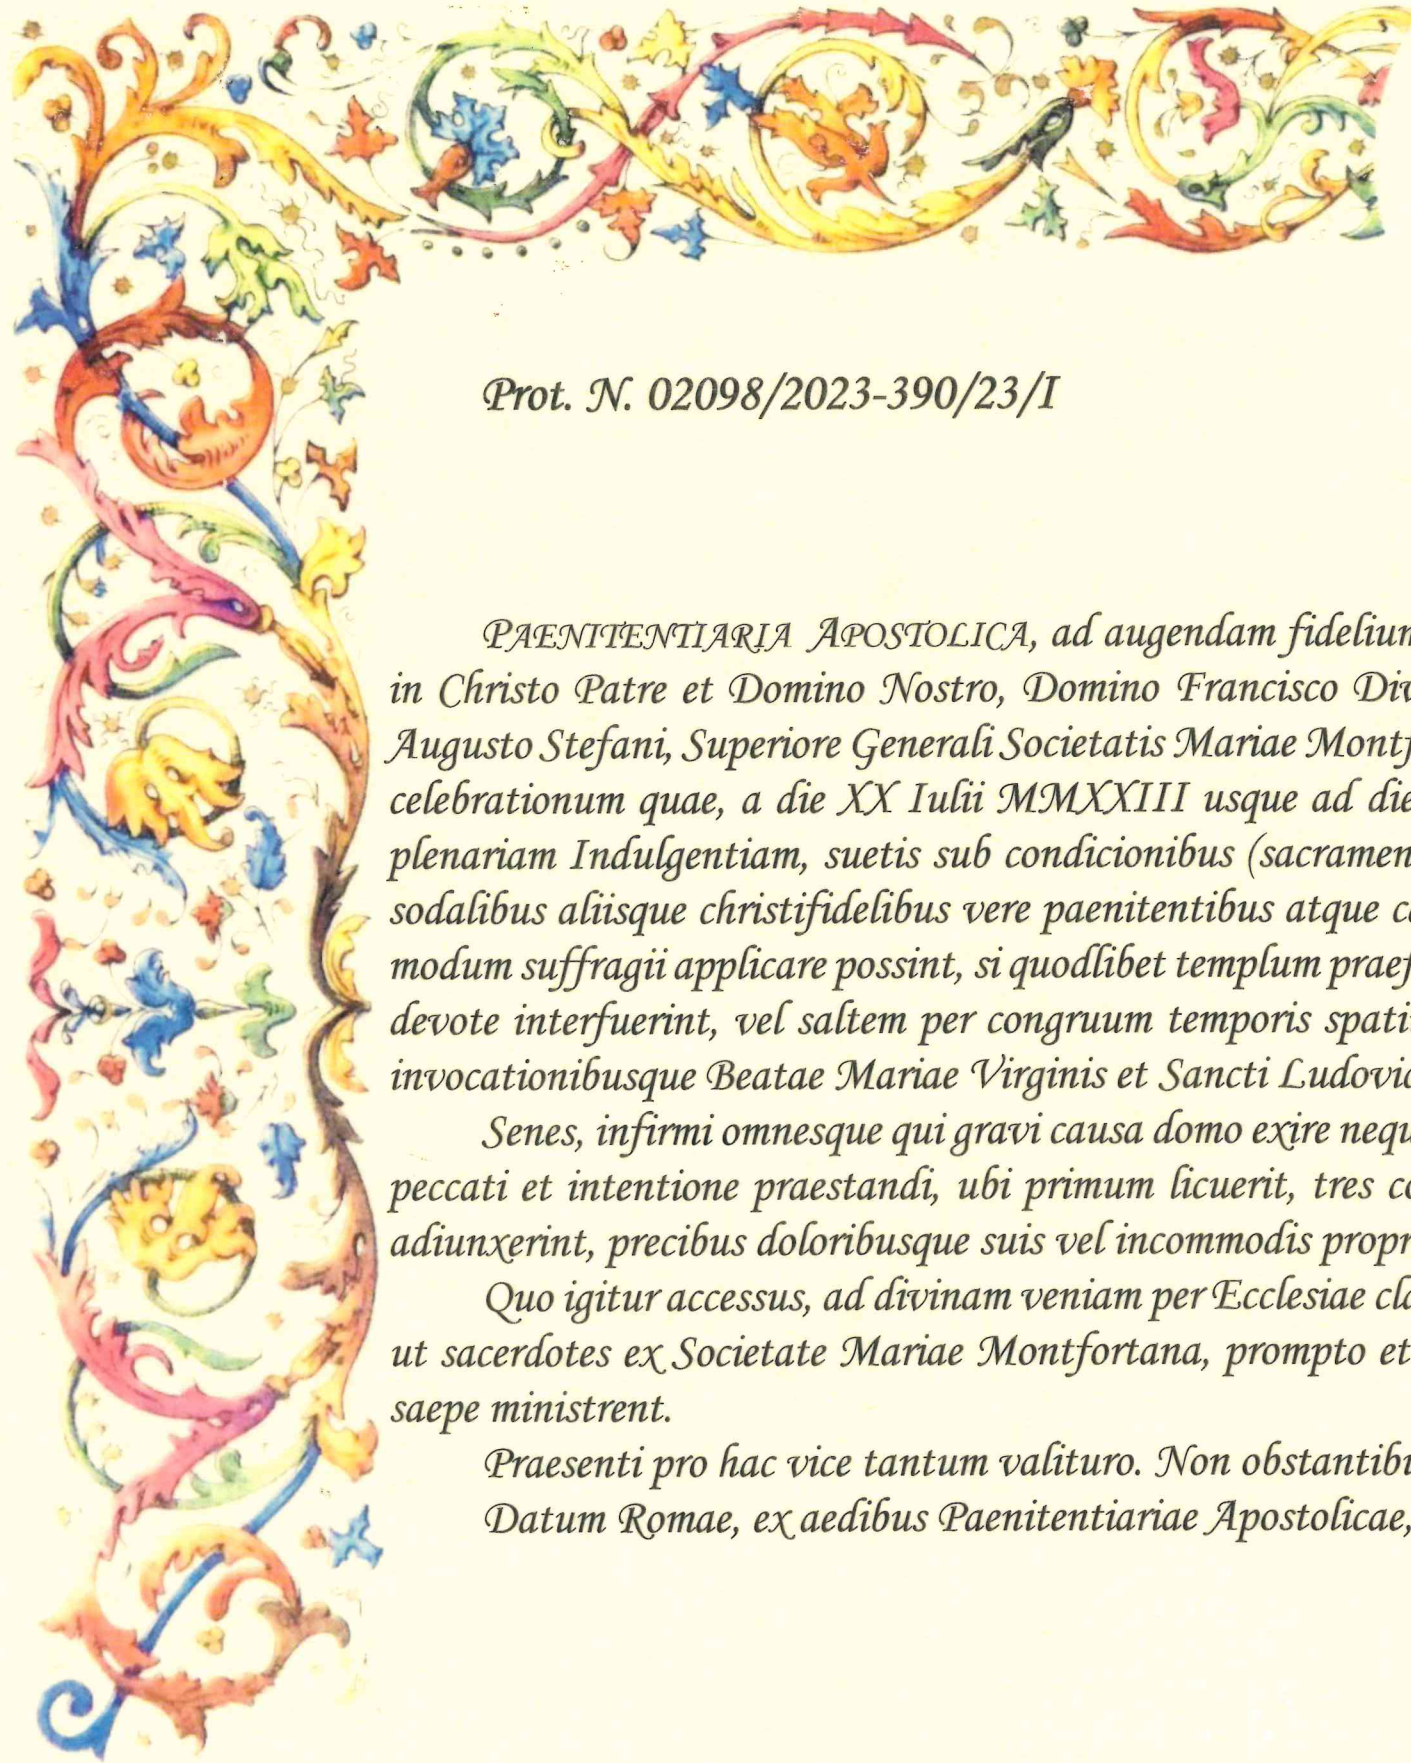 Prot. N. 02098/2023-390/23/I
PAENITENTIARIA APOSTOLICA, ad augendam fidelium
in Christo Patre et Domino Nostro, Domino Francisco Div
Augusto Stefani, Superiore Generali Societatis Mariae Montf
celebrationum quae, a die XX Iulii MMXXIII usque ad die
plenariam Indulgentiam, suetis sub condicionibus (sacramen
sodalibus aliisque christifidelibus vere paenitentibus atque c
modum suffragii applicare possint, si quodlibet templum praef
devote interfuerint, vel saltem per congruum temporis spati
invocationibusque Beatae Mariae Virginis et Sancti Ludovic
Senes, infirmi omnesque qui gravi causa domo exire nequ
peccati et intentione praestandi, ubi primum licuerit, tres co
adiunxerint, precibus doloribusque suis vel incommodis propr
Quo igitur accessus, ad divinam veniam per Ecclesiae cla
ut sacerdotes ex Societate Mariae Montfortana, prompto et
saepe ministrent.
Praesenti pro hac vice tantum valituro. Non obstantibu
Datum Romae, ex aedibus Paenitentiariae Apostolicae,